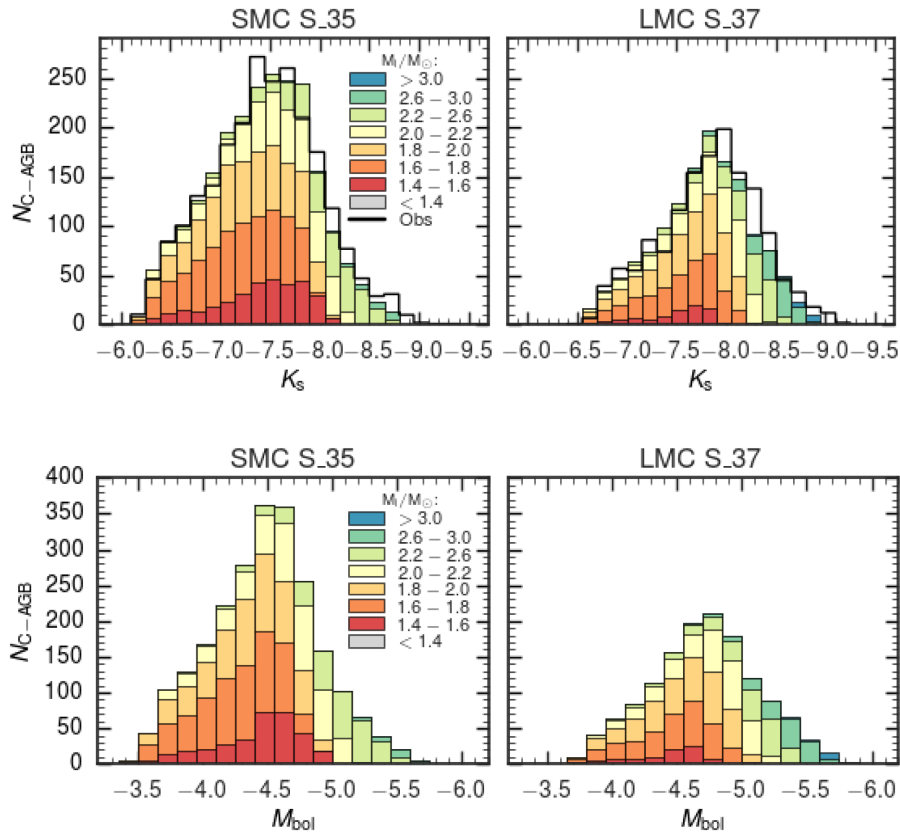 SMC S_35
LMC S_37
250
200
150
100
50
0
N_C−AGB
M_i/M_⊙:
> 3.0
2.6 − 3.0
2.2 − 2.6
2.0 − 2.2
1.8 − 2.0
1.6 − 1.8
1.4 − 1.6
< 1.4
Obs
−6.0 −6.5 −7.0 −7.5 −8.0 −8.5 −9.0 −9.5
−6.0 −6.5 −7.0 −7.5 −8.0 −8.5 −9.0 −9.5
K_s
K_s
SMC S_35
LMC S_37
400
350
300
250
200
150
100
50
0
N_C−AGB
M_i/M_⊙:
> 3.0
2.6 − 3.0
2.2 − 2.6
2.0 − 2.2
1.8 − 2.0
1.6 − 1.8
1.4 − 1.6
< 1.4
−3.5 −4.0 −4.5 −5.0 −5.5 −6.0
−3.5 −4.0 −4.5 −5.0 −5.5 −6.0
M_bol
M_bol